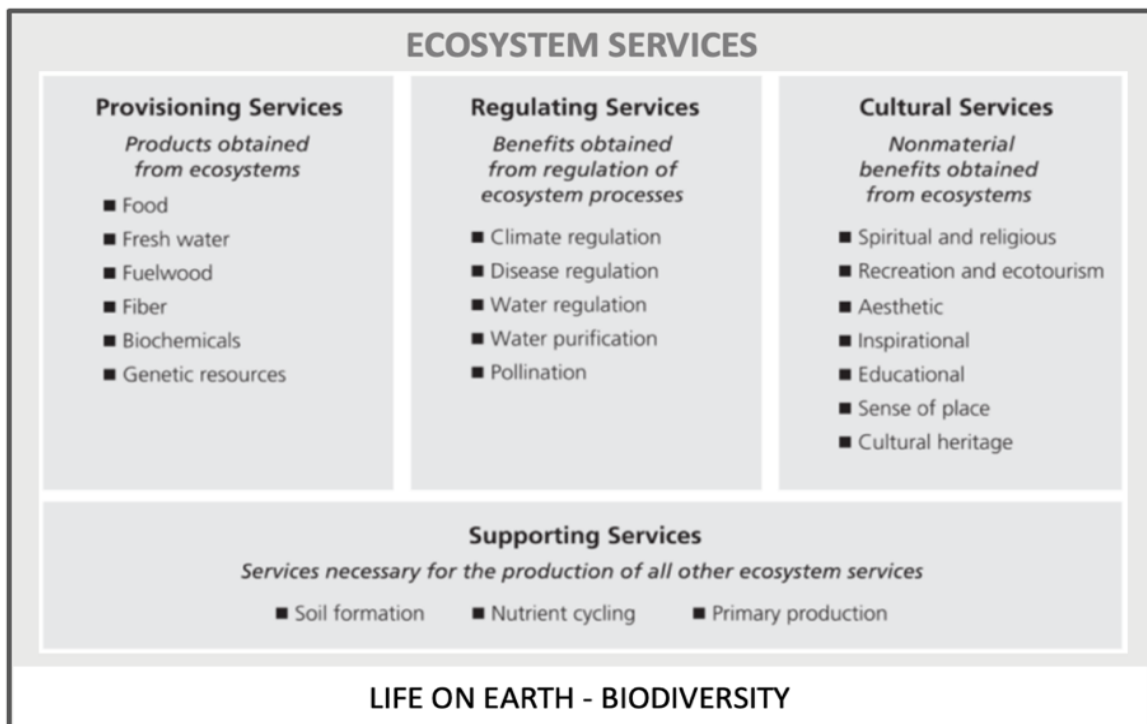 ECOSYSTEM SERVICES
Provisioning Services
Products obtained
from ecosystems
■ Food
■ Fresh water
■ Fuelwood
■ Fiber
■ Biochemicals
■ Genetic resources
Regulating Services
Benefits obtained
from regulation of
ecosystem processes
■ Climate regulation
■ Disease regulation
■ Water regulation
■ Water purification
■ Pollination
Cultural Services
Nonmaterial
benefits obtained
from ecosystems
■ Spiritual and religious
■ Recreation and ecotourism
■ Aesthetic
■ Inspirational
■ Educational
■ Sense of place
■ Cultural heritage
Supporting Services
Services necessary for the production of all other ecosystem services
■ Soil formation ■ Nutrient cycling ■ Primary production
LIFE ON EARTH - BIODIVERSITY